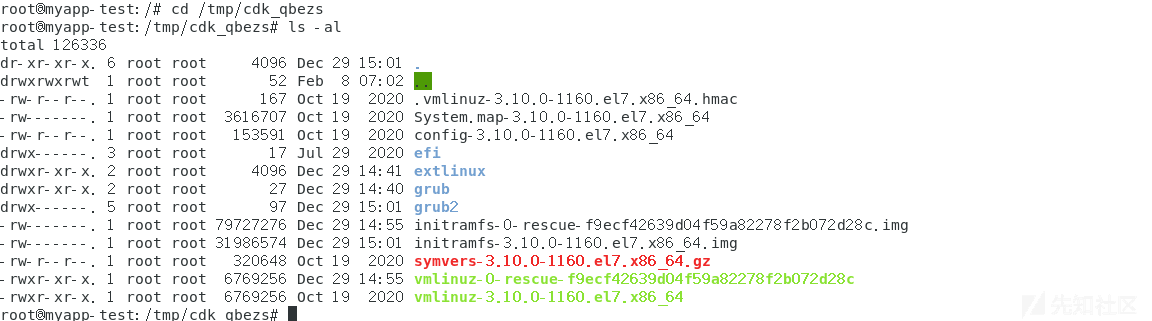 root@myapp-test:/# cd /tmp/cdk_qbezs
root@myapp-test:/tmp/cdk_qbezs# ls -al
total 126336
dr-xr-xr-x. 6 root root     4096 Dec 29 15:01 .
drwxrwxrwt  1 root root       52 Feb  8 07:02 ..
-rw-r--r--. 1 root root      167 Oct 19  2020 .vmlinuz-3.10.0-1160.el7.x86_64.hmac
-rw-------. 1 root root  3616707 Oct 19  2020 System.map-3.10.0-1160.el7.x86_64
-rw-r--r--. 1 root root   153591 Oct 19  2020 config-3.10.0-1160.el7.x86_64
drwx------. 3 root root       17 Jul 29  2020 efi
drwxr-xr-x. 2 root root     4096 Dec 29 14:41 extlinux
drwxr-xr-x. 2 root root       27 Dec 29 14:40 grub
drwx------. 5 root root       97 Dec 29 15:01 grub2
-rw-------. 1 root root 79727276 Dec 29 14:55 initramfs-0-rescue-f9ecf42639d04f59a82278f2b072d28c.img
-rw-------. 1 root root 31986574 Dec 29 15:01 initramfs-3.10.0-1160.el7.x86_64.img
-rw-r--r--. 1 root root   320648 Oct 19  2020 symvers-3.10.0-1160.el7.x86_64.gz
-rwxr-xr-x. 1 root root  6769256 Dec 29 14:55 vmlinuz-0-rescue-f9ecf42639d04f59a82278f2b072d28c
-rwxr-xr-x. 1 root root  6769256 Oct 19  2020 vmlinuz-3.10.0-1160.el7.x86_64
root@myapp-test:/tmp/cdk_qbezs#
先知社区